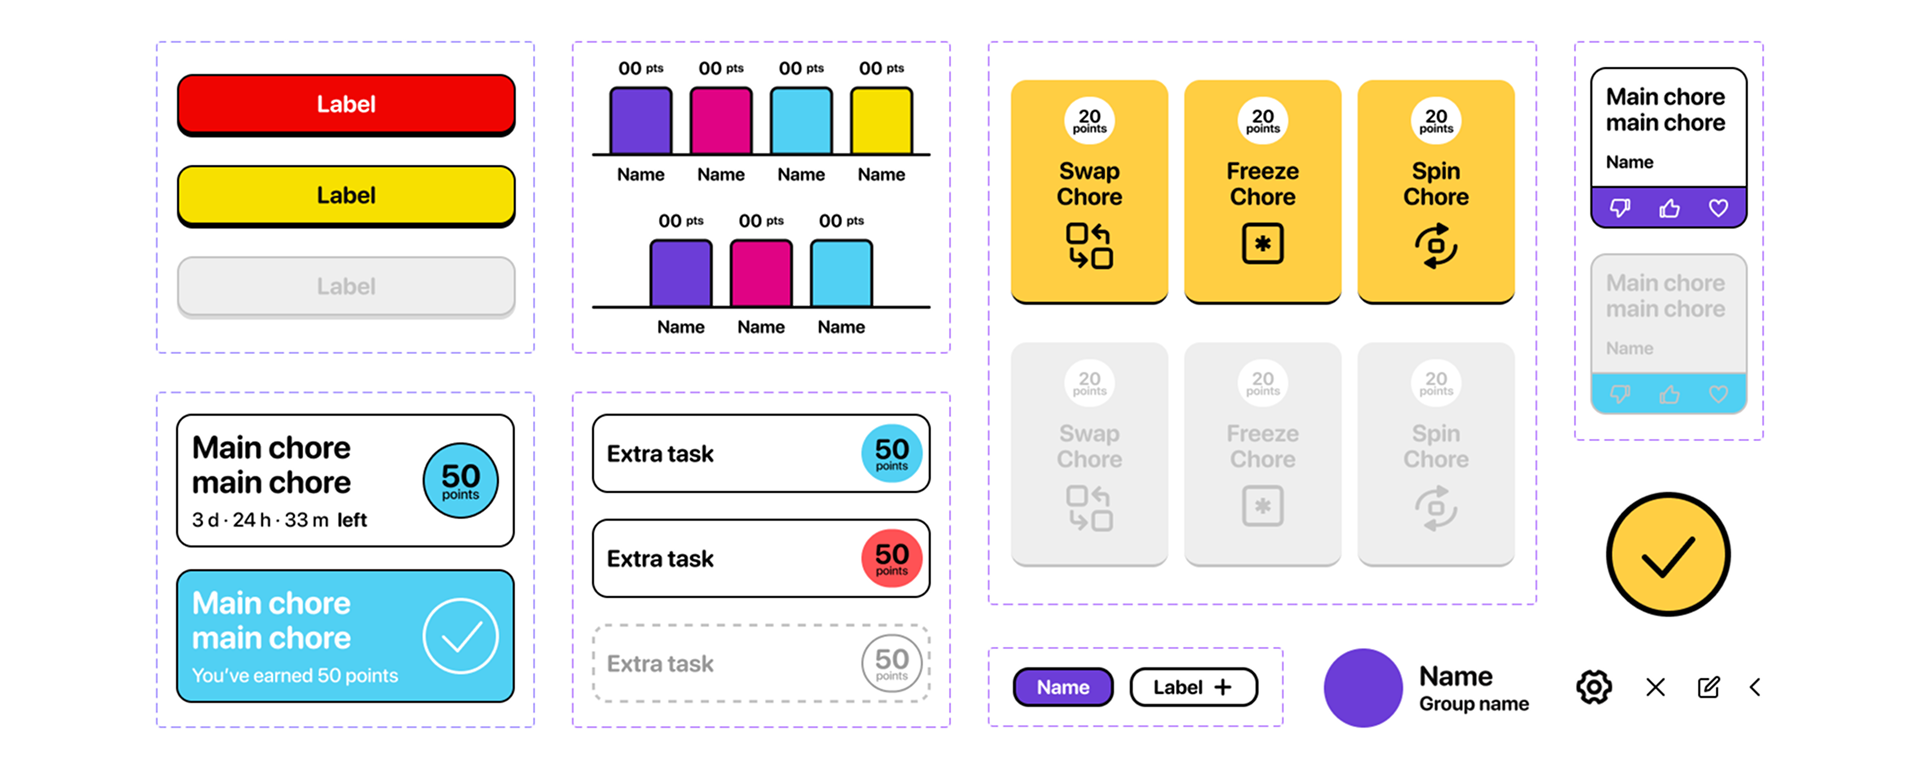 Label
Label
Label
00 pts 00 pts 00 pts 00 pts
Name Name Name Name
00 pts 00 pts 00 pts
Name Name Name
20
points
Swap
Chore
20
points
Freeze
Chore
20
points
Spin
Chore
20
points
Swap
Chore
20
points
Freeze
Chore
20
points
Spin
Chore
Main chore
main chore
Name
Main chore
main chore
Name
Main chore
main chore
3 d · 24 h · 33 m left
50
points
Main chore
main chore
You've earned 50 points
Extra task
50
points
Extra task
50
points
Extra task
50
points
Name
Label +
Name
Group name